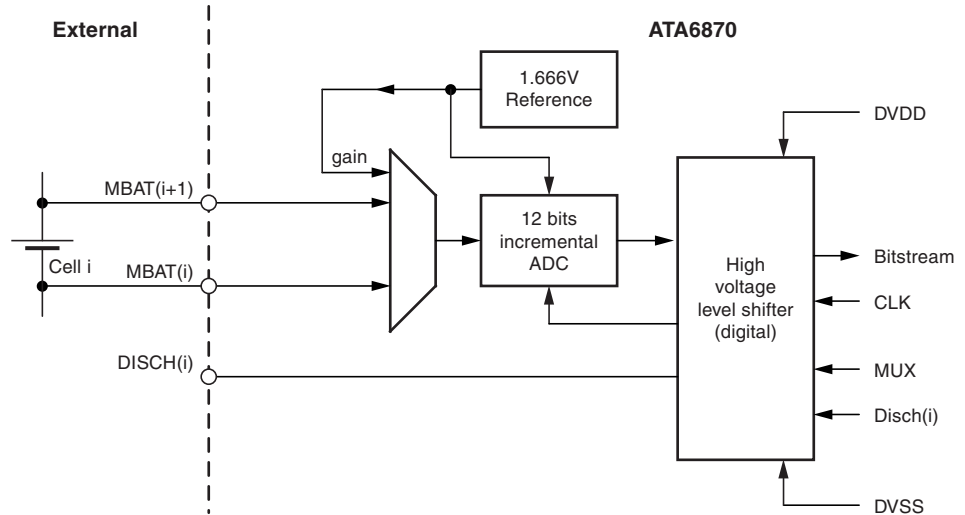 External
ATA6870
1.666V
Reference
gain
DVDD
MBAT(i+1)
12 bits
incremental
ADC
Cell i
MBAT(i)
High
voltage
level shifter
(digital)
Bitstream
CLK
DISCH(i)
MUX
Disch(i)
DVSS